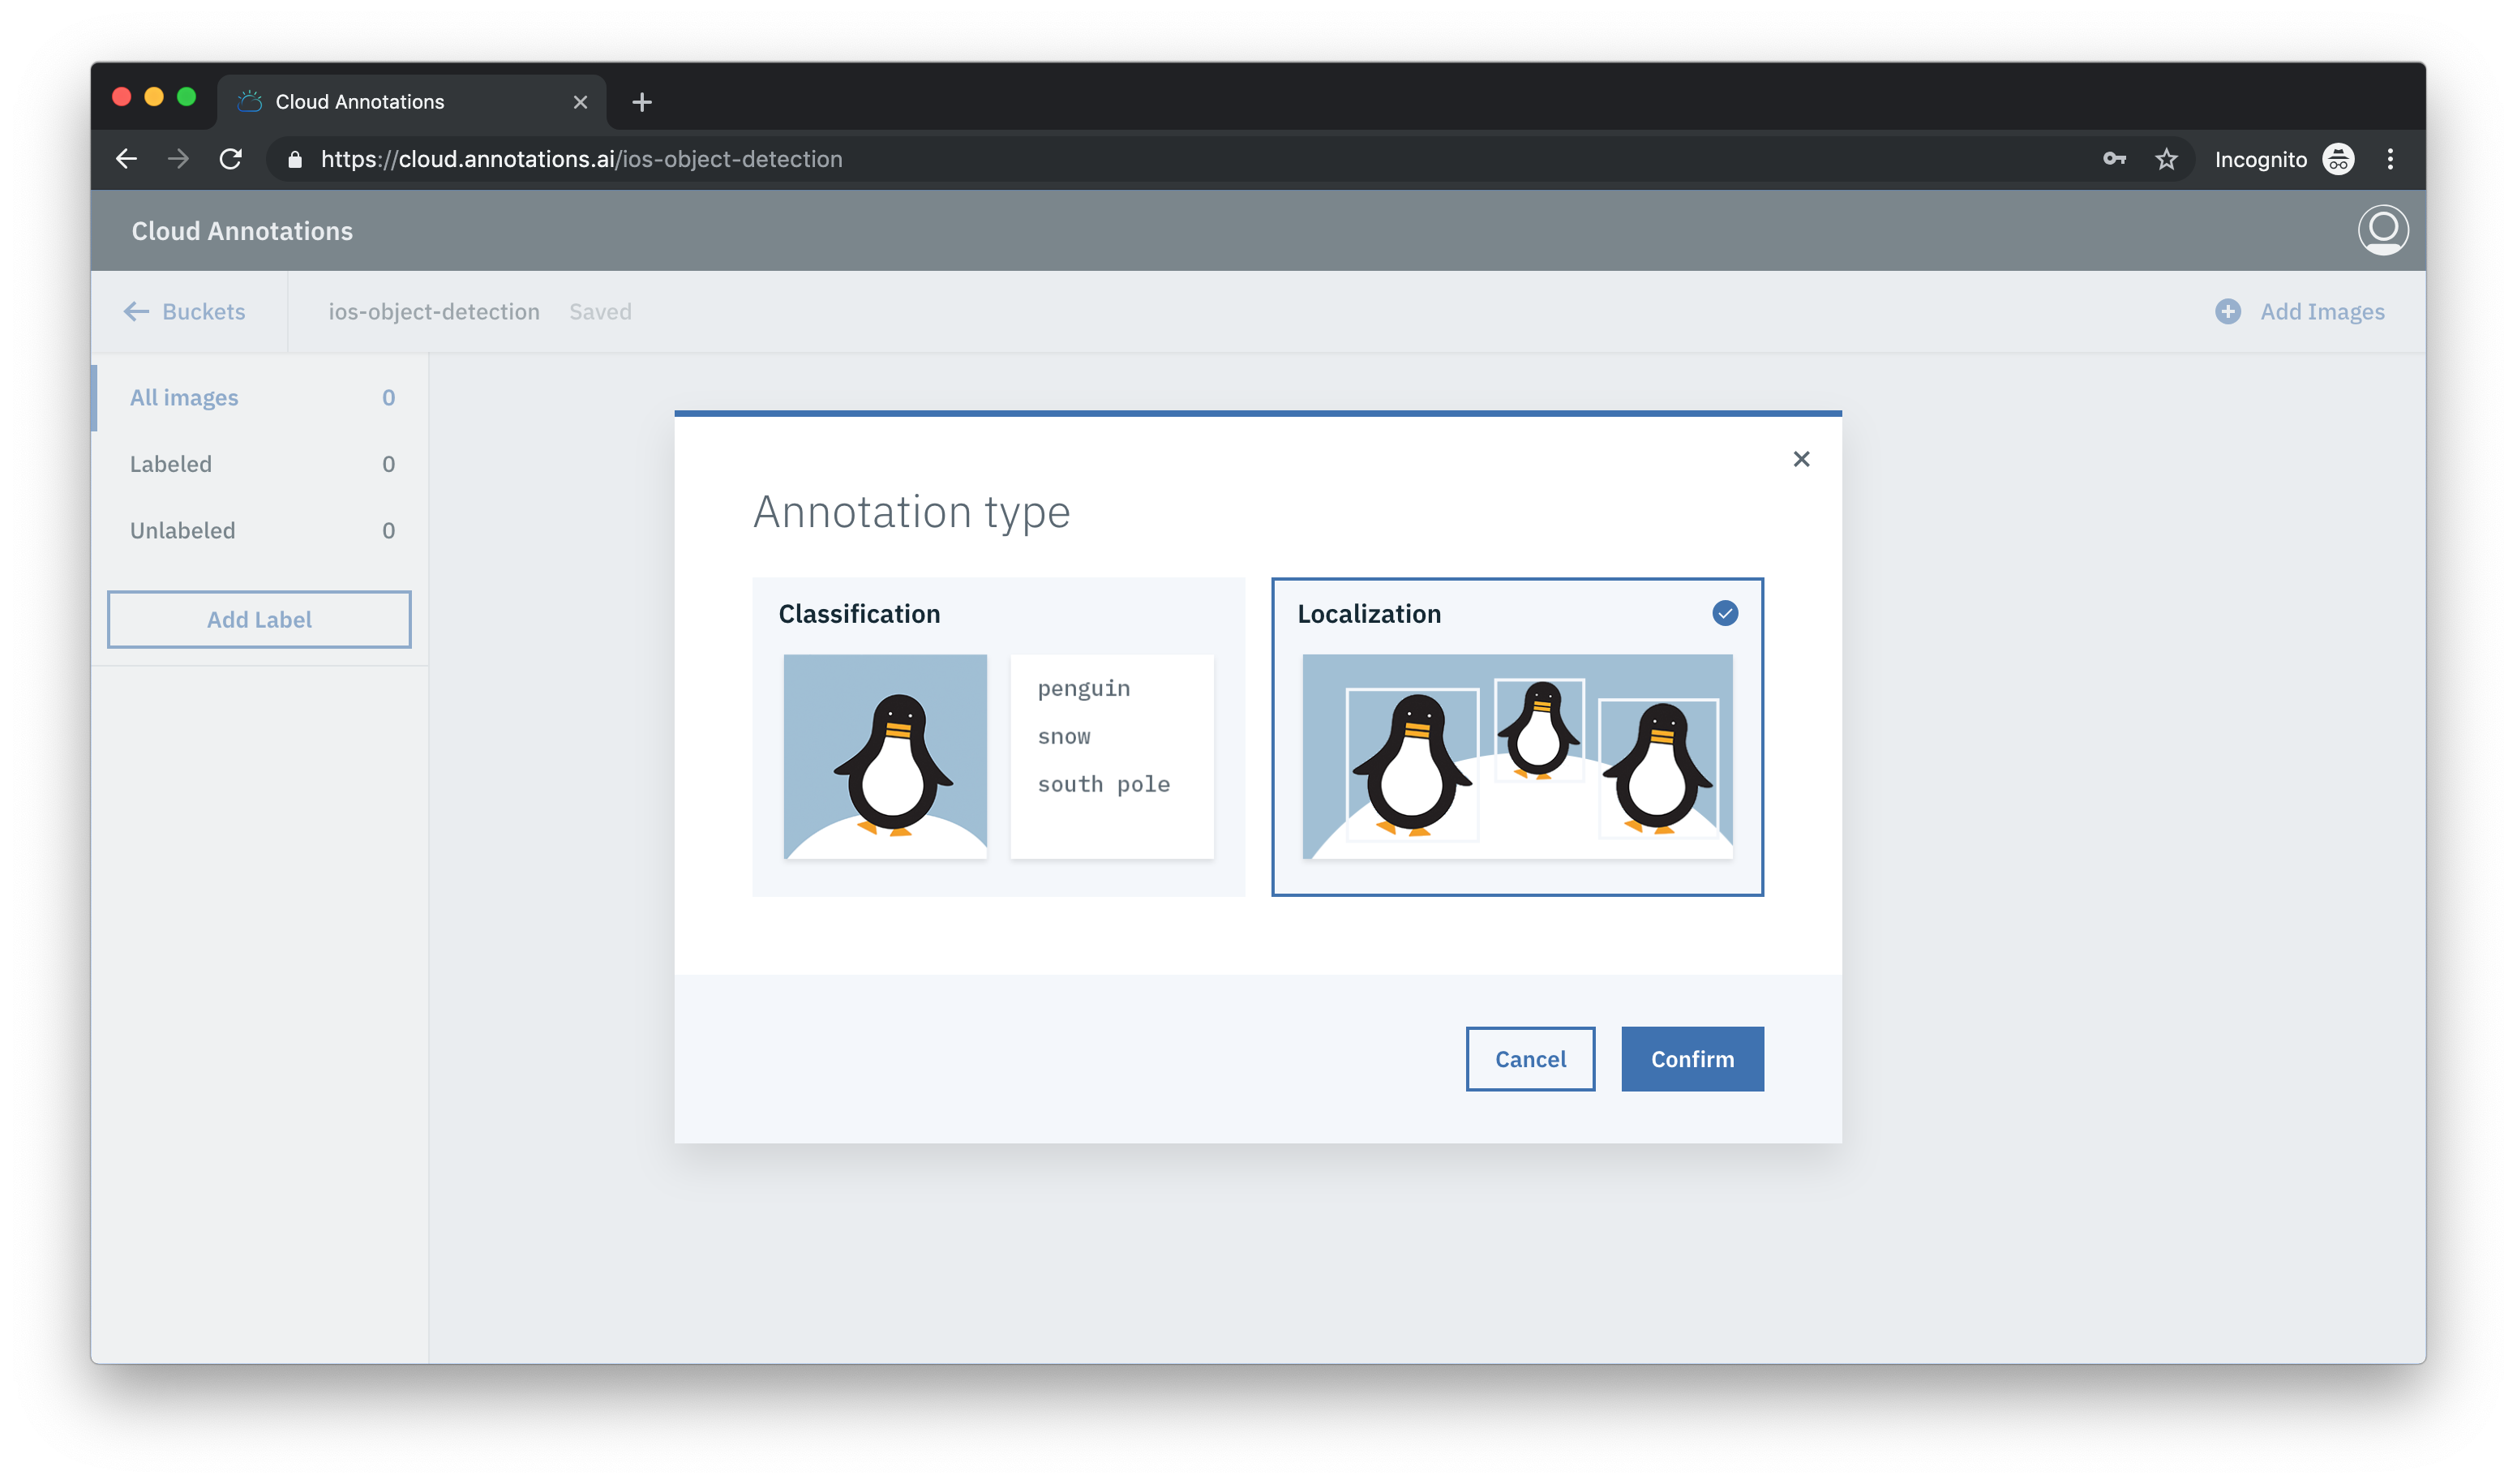 Cloud Annotations
https://cloud.annotations.ai/ios-object-detection
Incognito
Cloud Annotations
Buckets
ios-object-detection Saved
Add Images
All images 0
Labeled 0
Unlabeled 0
Add Label
Annotation type
Classification
penguin
snow
south pole
Localization
Cancel
Confirm